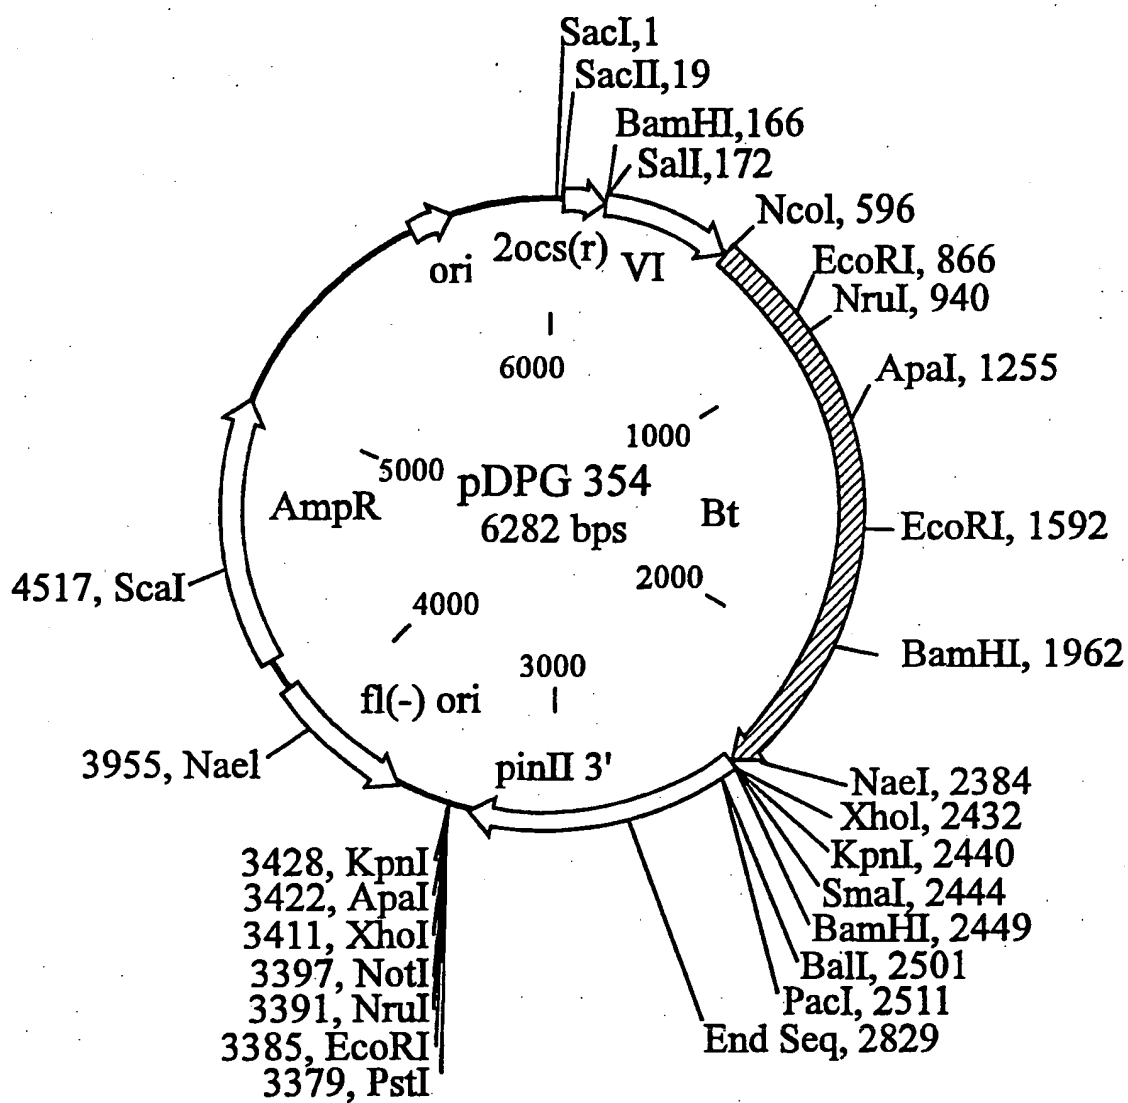 SacI,1
SacII,19
BamHI,166
SalI,172
Ncol, 596
EcoRI, 866
NruI, 940
ApaI, 1255
EcoRI, 1592
BamHI, 1962
NaeI, 2384
Xhol, 2432
KpnI, 2440
SmaI, 2444
BamHI, 2449
BalI, 2501
PacI, 2511
End Seq, 2829
3379, PstI
3385, EcoRI
3391, NruI
3397, NotI
3411, XhoI
3422, ApaI
3428, KpnI
3955, Nael
4517, ScaI
ori
2ocs(r)
VI
6000
1000
5000
pDPG 354
6282 bps
AmpR
Bt
2000
4000
3000
fl(-) ori
pinII 3'